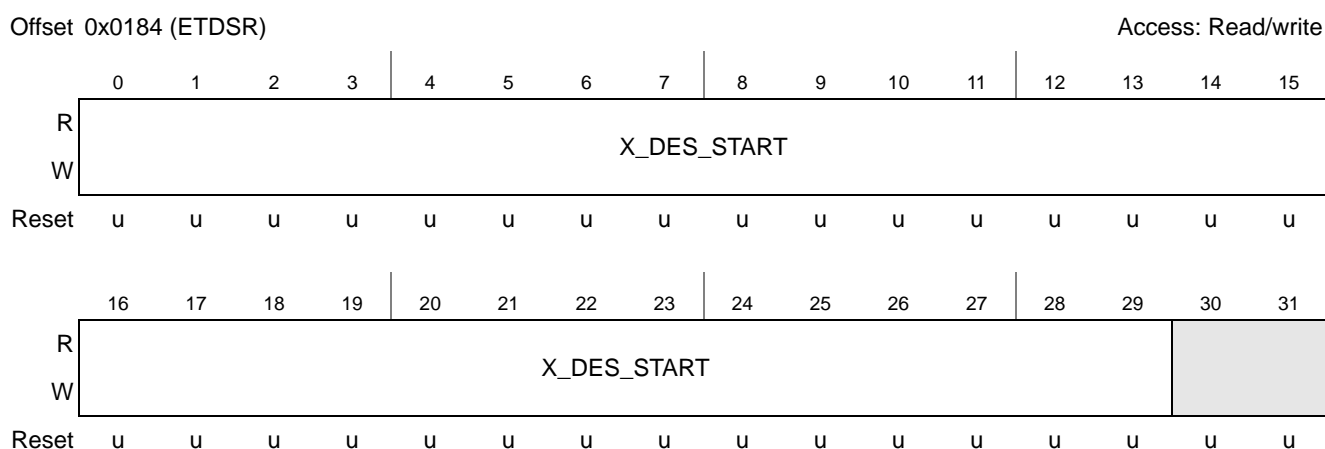 Offset 0x0184 (ETDSR) Access: Read/write
0 1 2 3 4 5 6 7 8 9 10 11 12 13 14 15
R
X_DES_START
W
Reset u u u u u u u u u u u u u u u u
16 17 18 19 20 21 22 23 24 25 26 27 28 29 30 31
R
X_DES_START
W
Reset u u u u u u u u u u u u u u u u